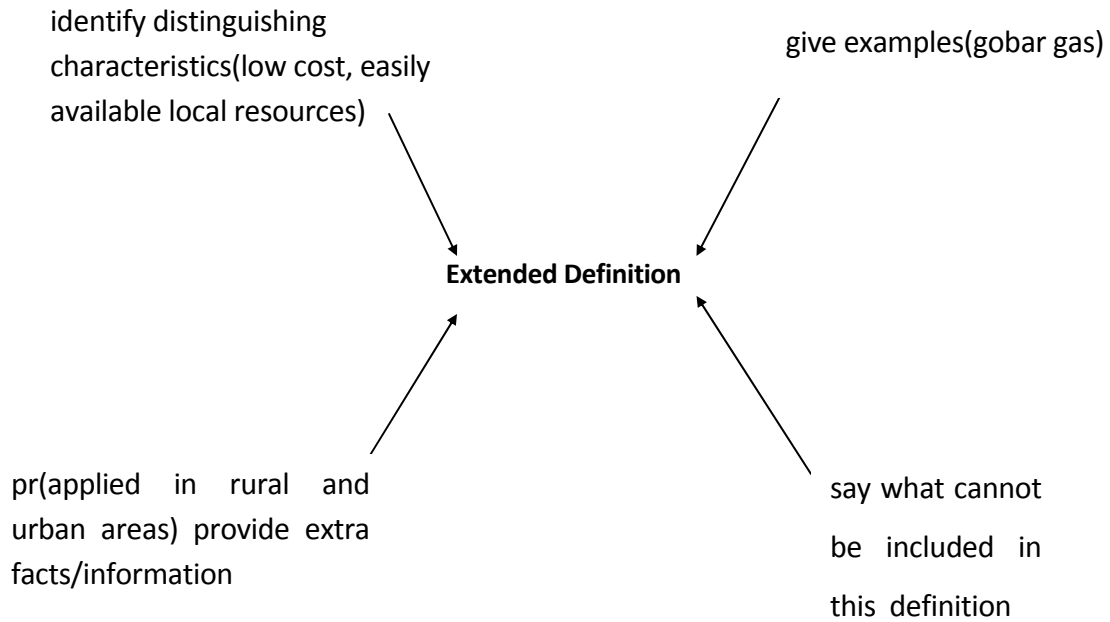 identify distinguishing
characteristics(low cost, easily
available local resources)
give examples(gobar gas)
Extended Definition
pr(applied in rural and
urban areas) provide extra
facts/information
say what cannot
be included in
this definition